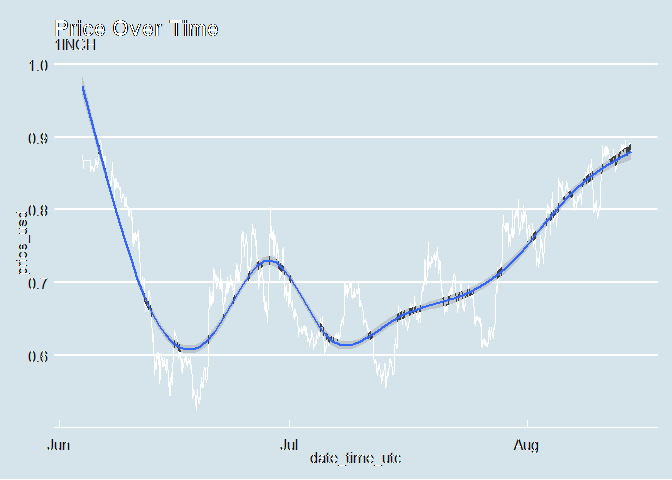 Price Over Time
1INCH
1.0
0.9
0.8
0.7
0.6
price_usd
Jun Jul Aug
date_time_utc